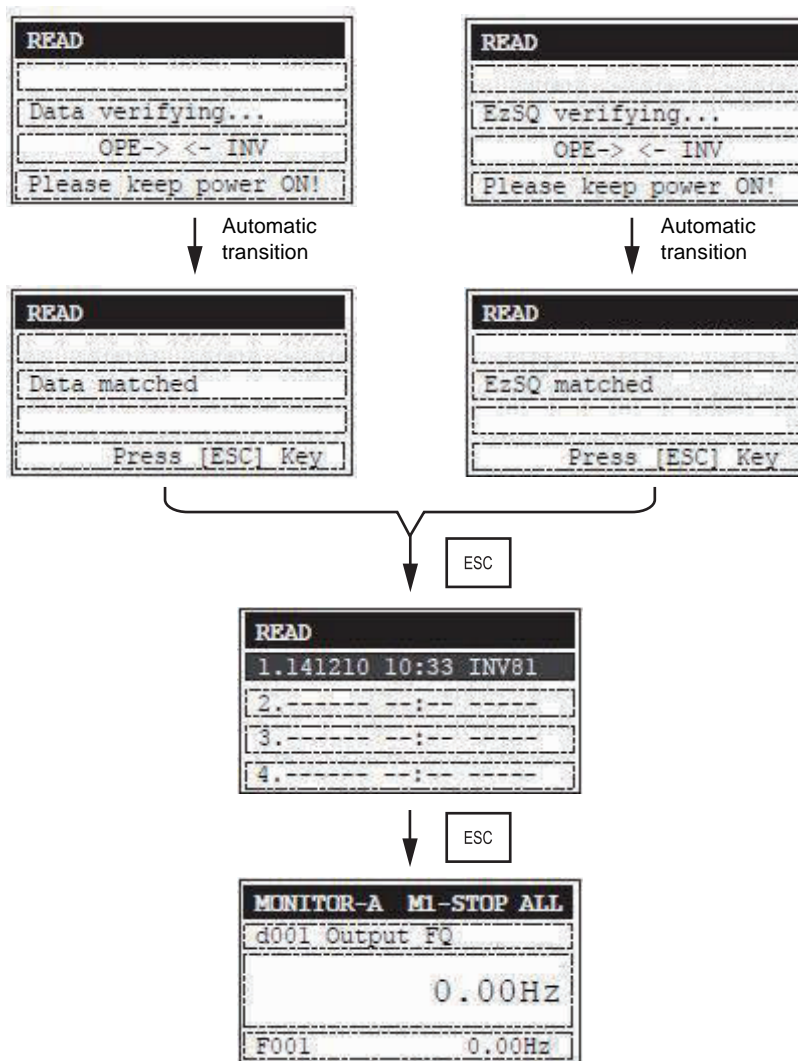 READ
Data verifying...
OPE-> <- INV
Please keep power ON!
READ
EzSQ verifying...
OPE-> <- INV
Please keep power ON!
Automatic
transition
Automatic
transition
READ
Data matched
Press [ESC] Key
READ
EzSQ matched
Press [ESC] Key
ESC
READ
1.141210 10:33 INV81
2.------ --:-- -----
3.------ --:-- -----
4.------ --:-- -----
ESC
MONITOR-A M1-STOP ALL
d001 Output FQ
0.00Hz
F001 0.00Hz